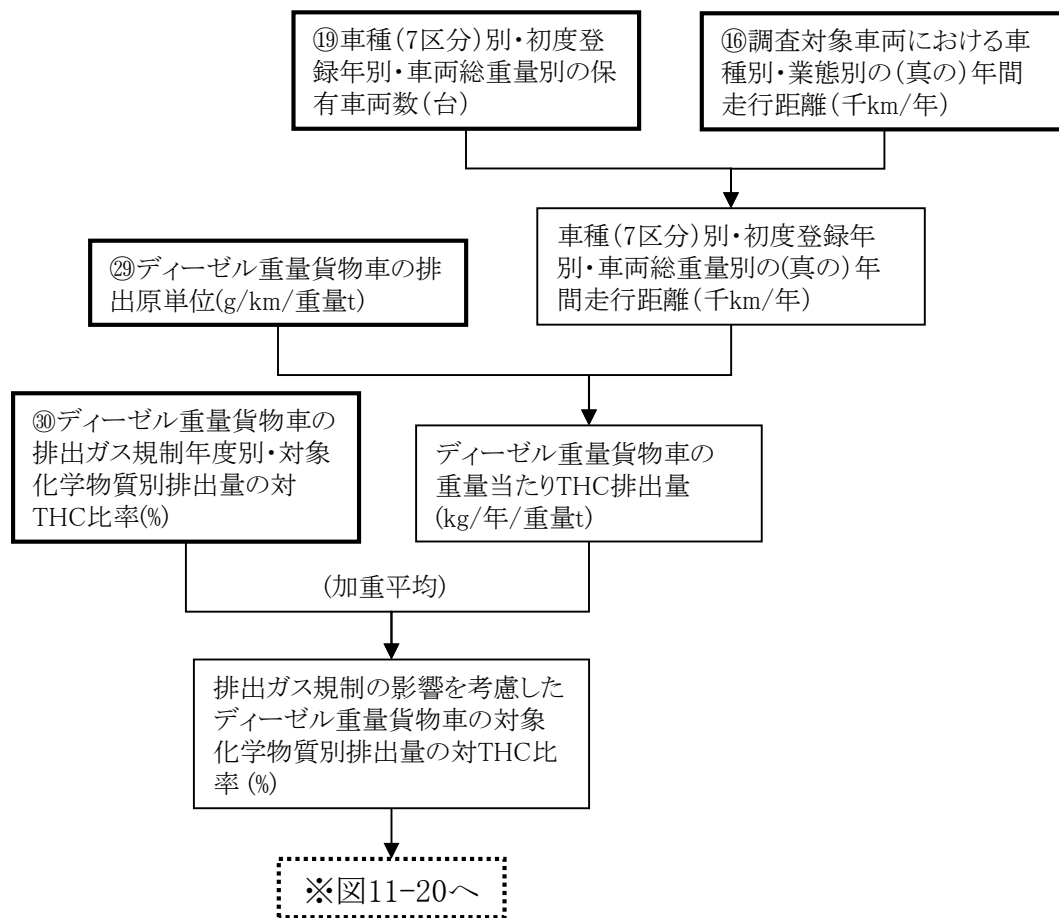 ⑲車種(7区分)別・初度登
録年別・車両総重量別の保
有車両数(台)
⑯調査対象車両における車
種別・業態別の(真の)年間
走行距離(千km/年)
㉙ディーゼル重量貨物車の排
出原単位(g/km/重量t)
車種(7区分)別・初度登録年
別・車両総重量別の(真の)年
間走行距離(千km/年)
㉚ディーゼル重量貨物車の
排出ガス規制年度別・対象
化学物質別排出量の対
THC比率(%)
ディーゼル重量貨物車の
重量当たりTHC排出量
(kg/年/重量t)
(加重平均)
排出ガス規制の影響を考慮した
ディーゼル重量貨物車の対象
化学物質別排出量の対THC比
率(%)
※図11-20へ